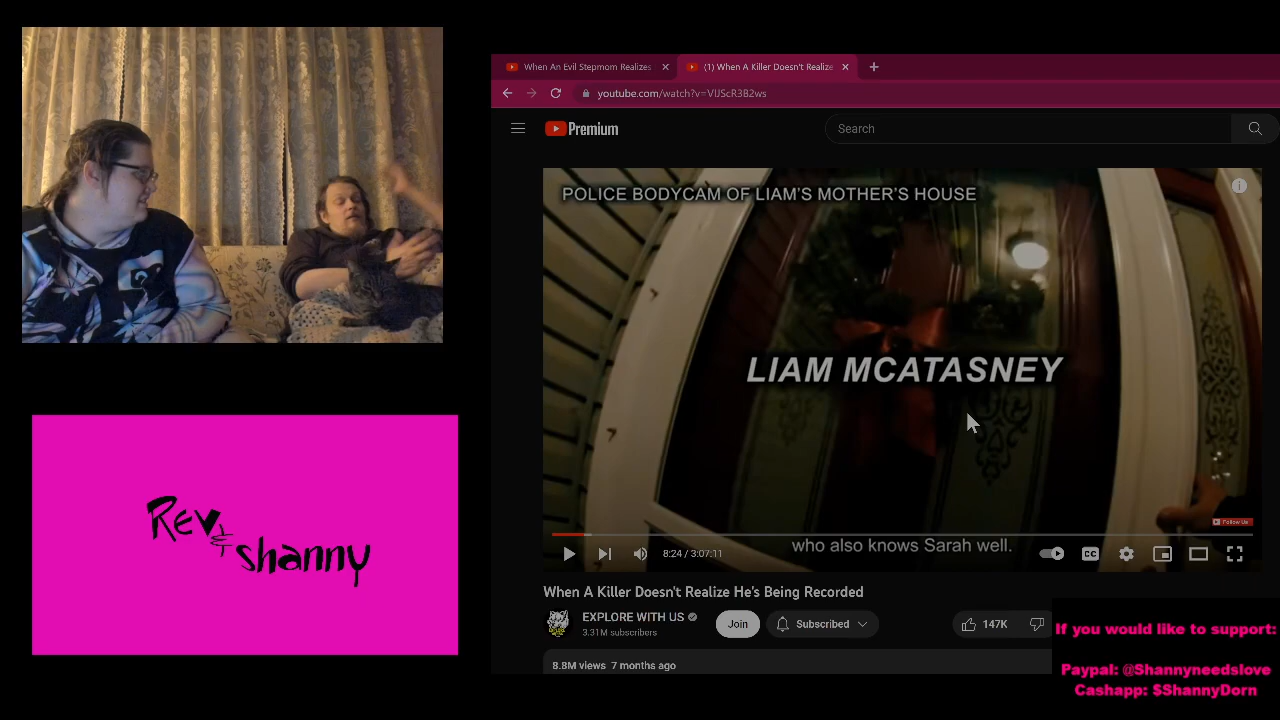 When An Evil Stepmom Realizes
(1) When A Killer Doesn't Realize
youtube.com/watch?v=VIJScR3B2ws
Premium
Search
POLICE BODYCAM OF LIAM'S MOTHER'S HOUSE
LIAM MCATASNEY
Follow Us
who also knows Sarah well.
8:24 / 3:07:11
CC
When A Killer Doesn't Realize He's Being Recorded
EXPLORE WITH US
3.31M subscribers
Join
Subscribed
147K
8.8M views 7 months ago
Rev
&
shanny
If you would like to support:
Paypal: @Shannyneedslove
Cashapp: $ShannyDorn